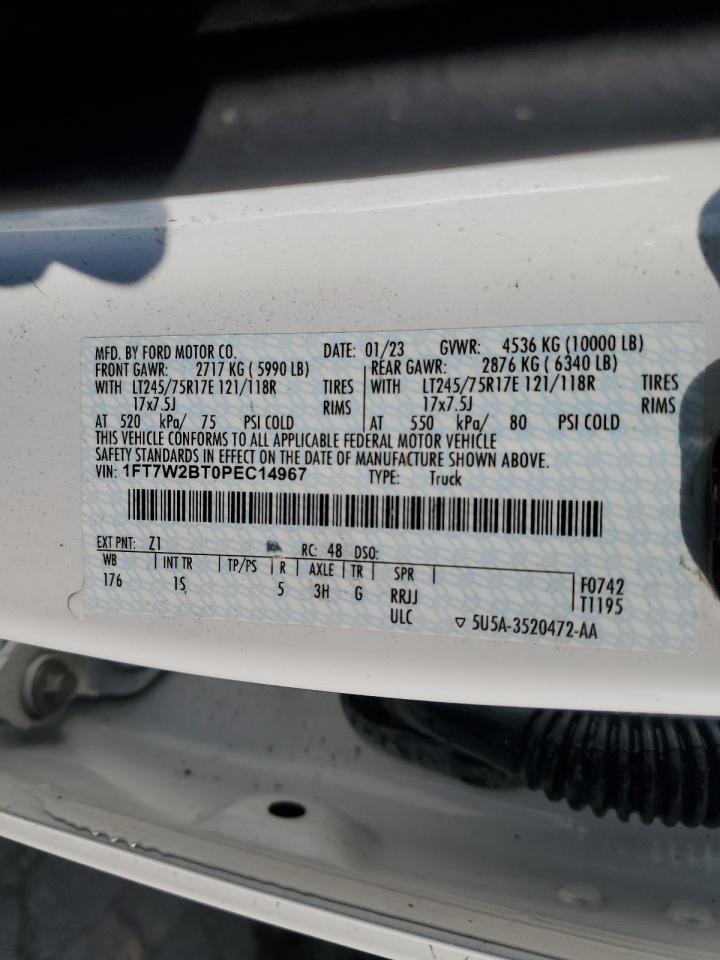 MFD. BY FORD MOTOR CO. DATE: 01/23 GVWR: 4536 KG (10000 LB)
FRONT GAWR: 2717 KG ( 5990 LB) REAR GAWR: 2876 KG ( 6340 LB)
WITH LT245/75R17E 121/118R TIRES WITH LT245/75R17E 121/118R TIRES
17x7.5J RIMS 17x7.5J RIMS
AT 520 kPa/ 75 PSI COLD AT 550 kPa/ 80 PSI COLD
THIS VEHICLE CONFORMS TO ALL APPLICABLE FEDERAL MOTOR VEHICLE
SAFETY STANDARDS IN EFFECT ON THE DATE OF MANUFACTURE SHOWN ABOVE.
VIN: 1FT7W2BT0PEC14967 TYPE: Truck
EXT PNT: Z1 RC: 48 DSO:
WB INT TR TP/PS R AXLE TR SPR
176 1S 5 3H G RRJJ F0742
ULC T1195
5U5A-3520472-AA